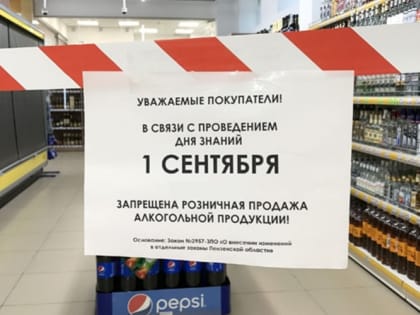 УВАЖАЕМЫЕ ПОКУПАТЕЛИ!
В СВЯЗИ С ПРОВЕДЕНИЕМ
ДНЯ ЗНАНИЙ
1 СЕНТЯБРЯ
ЗАПРЕЩЕНА РОЗНИЧНАЯ ПРОДАЖА
АЛКОГОЛЬНОЙ ПРОДУКЦИИ!
Основание: Закон №2957-ЗПО «О внесении изменений
в отдельные законы Пензенской области»
pepsi